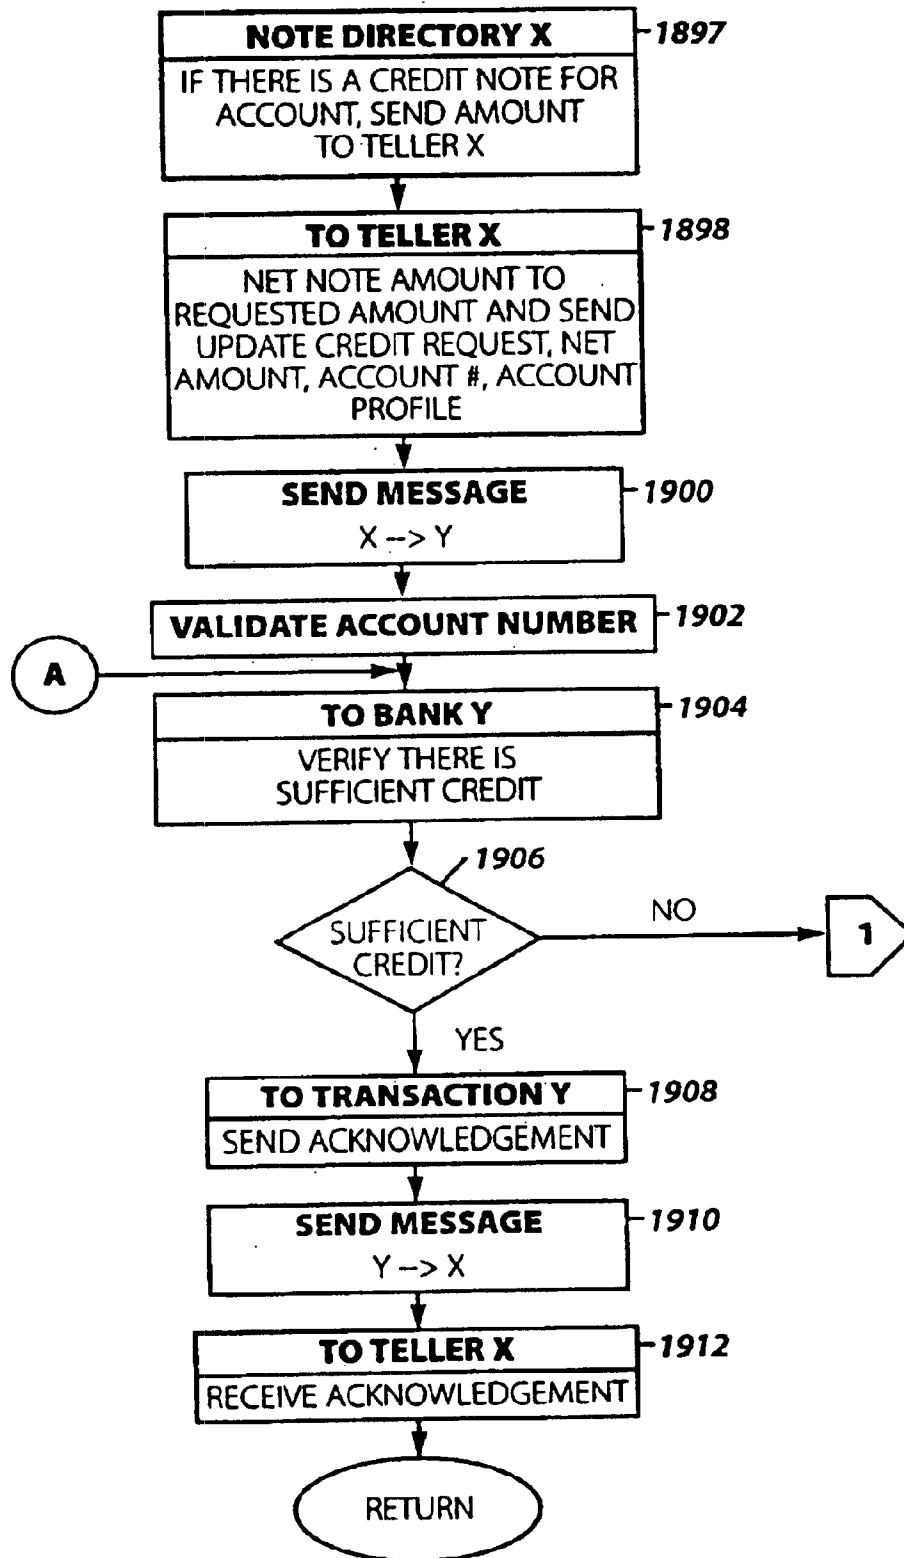 NOTE DIRECTORY X
1897
IF THERE IS A CREDIT NOTE FOR
ACCOUNT, SEND AMOUNT
TO TELLER X
TO TELLER X
1898
NET NOTE AMOUNT TO
REQUESTED AMOUNT AND SEND
UPDATE CREDIT REQUEST, NET
AMOUNT, ACCOUNT #, ACCOUNT
PROFILE
SEND MESSAGE
1900
X --> Y
VALIDATE ACCOUNT NUMBER
1902
A
TO BANK Y
1904
VERIFY THERE IS
SUFFICIENT CREDIT
1906
SUFFICIENT
CREDIT?
NO
1
YES
TO TRANSACTION Y
1908
SEND ACKNOWLEDGEMENT
SEND MESSAGE
1910
Y --> X
TO TELLER X
1912
RECEIVE ACKNOWLEDGEMENT
RETURN